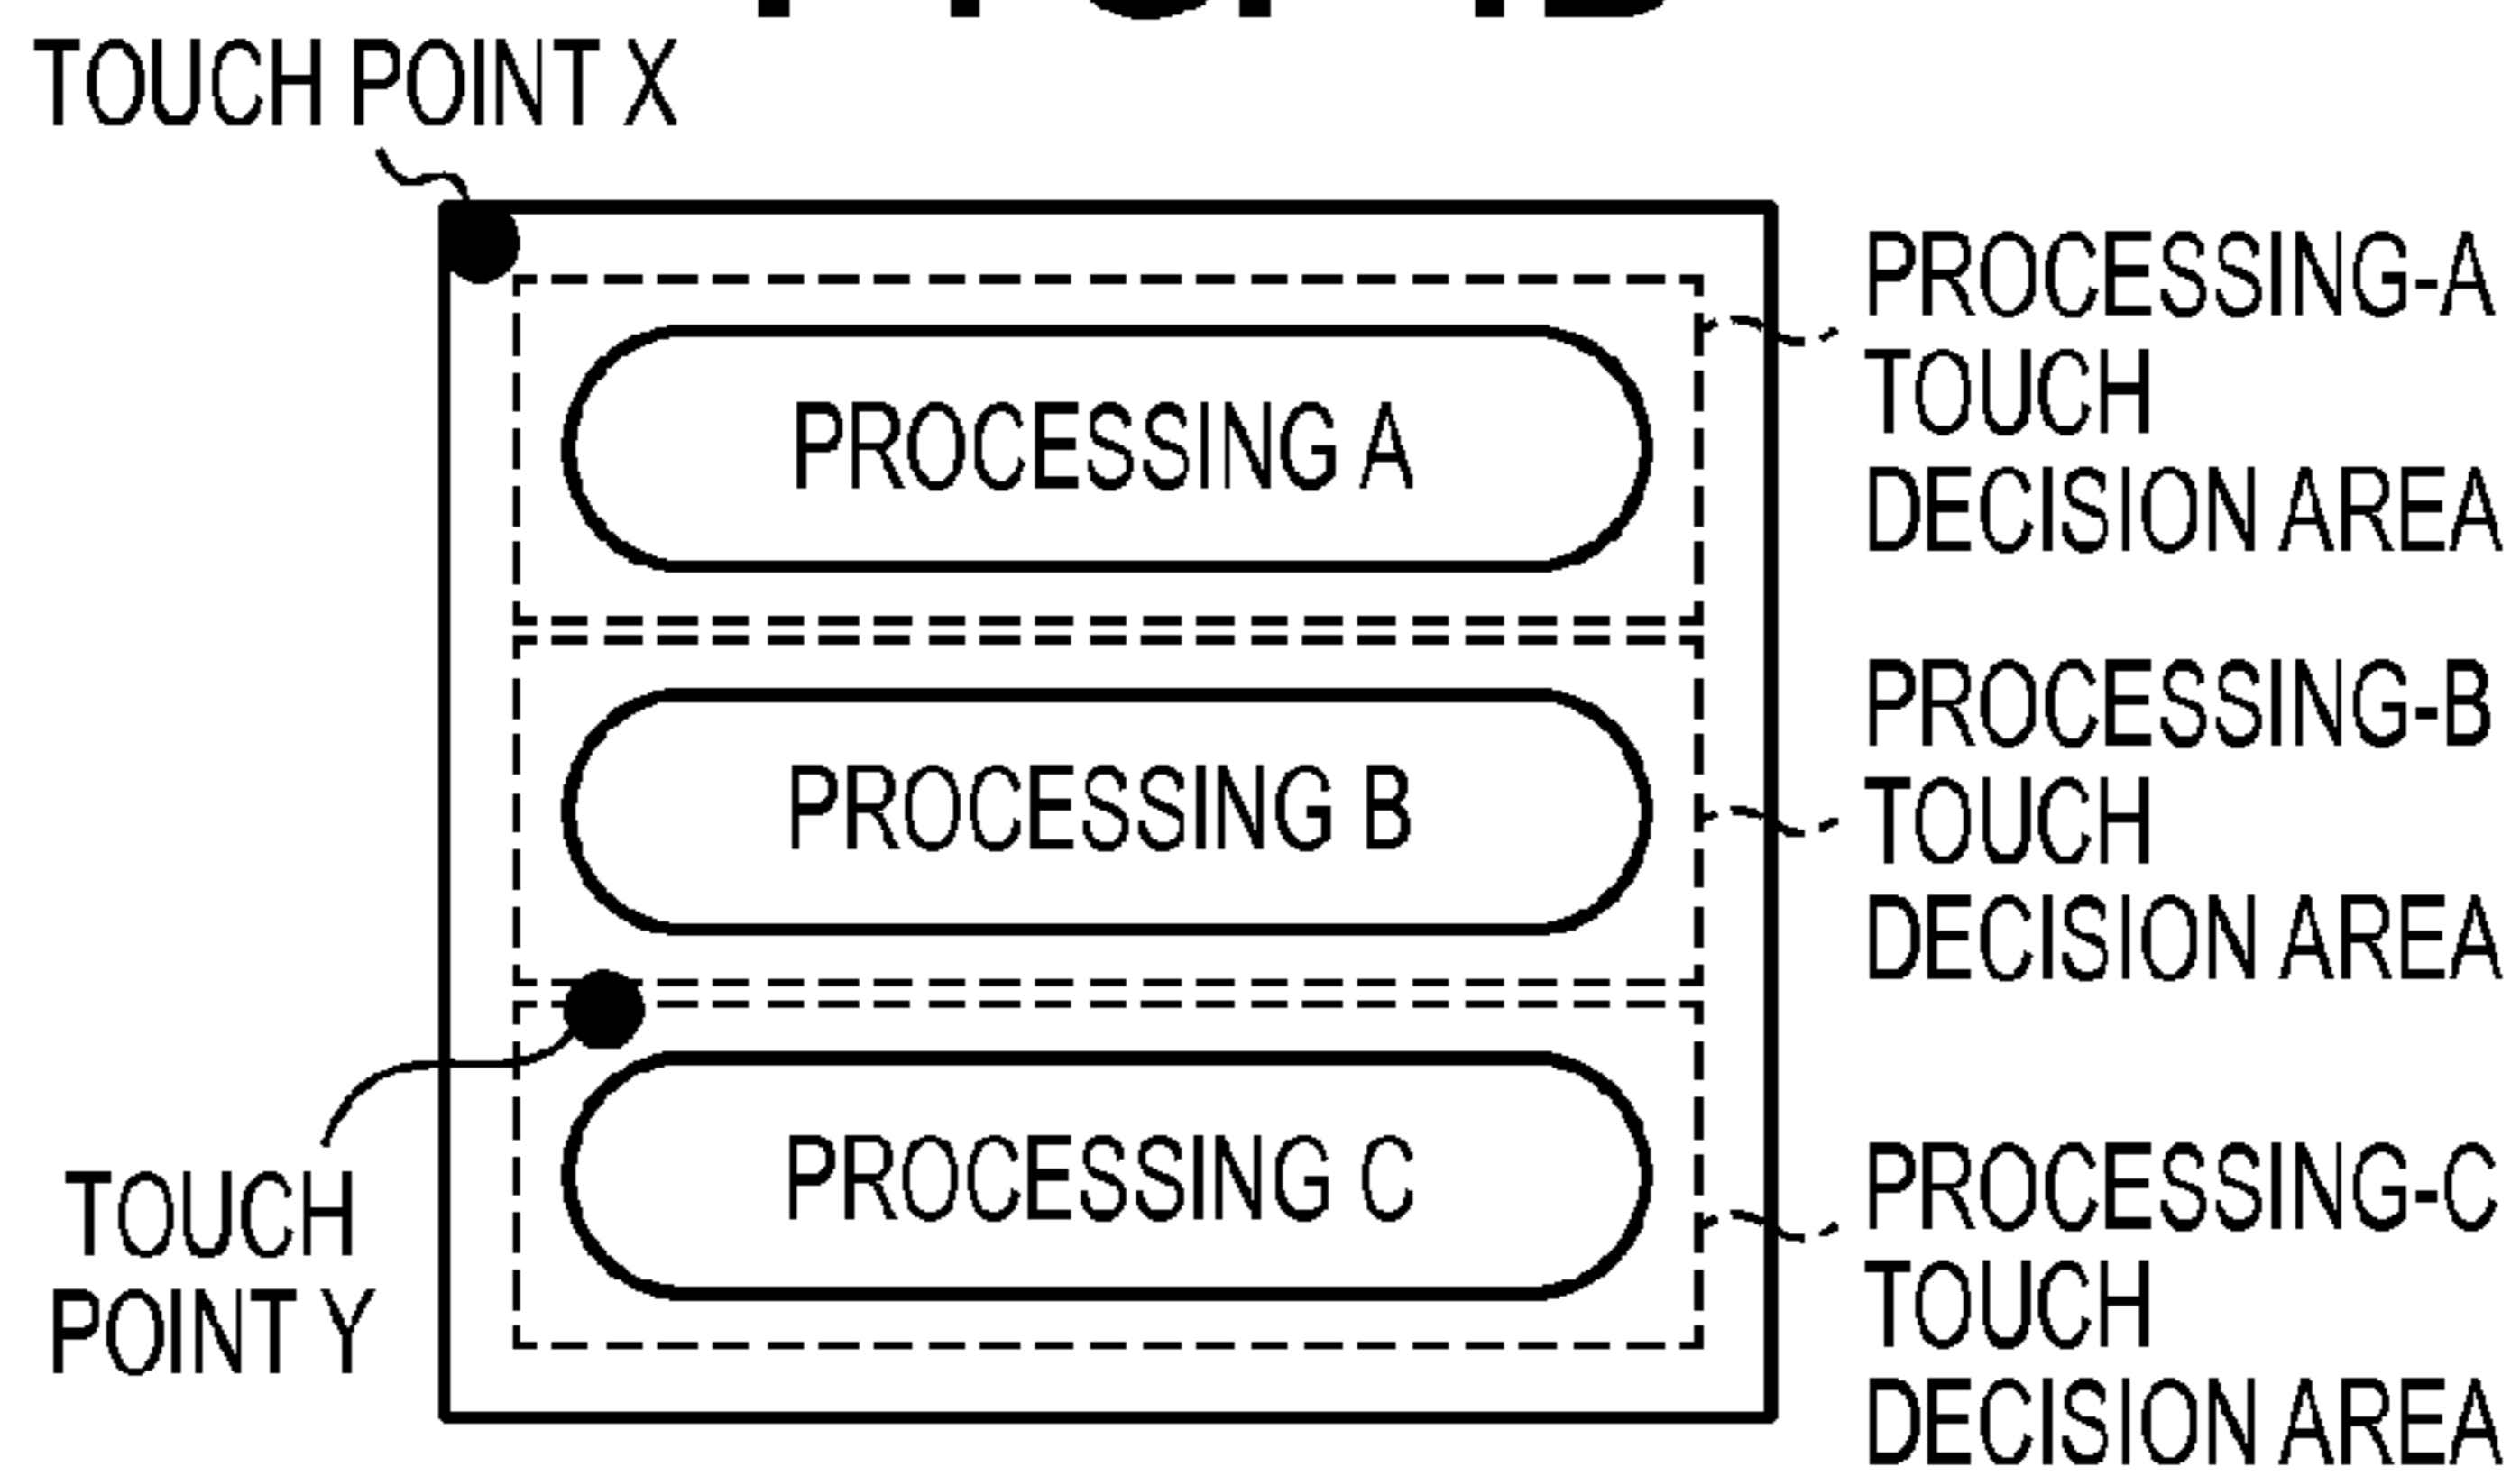 TOUCH POINT X
PROCESSING-A
TOUCH
DECISION AREA
PROCESSING A
PROCESSING-B
TOUCH
DECISION AREA
PROCESSING B
TOUCH
POINT Y
PROCESSING C
PROCESSING-C
TOUCH
DECISION AREA